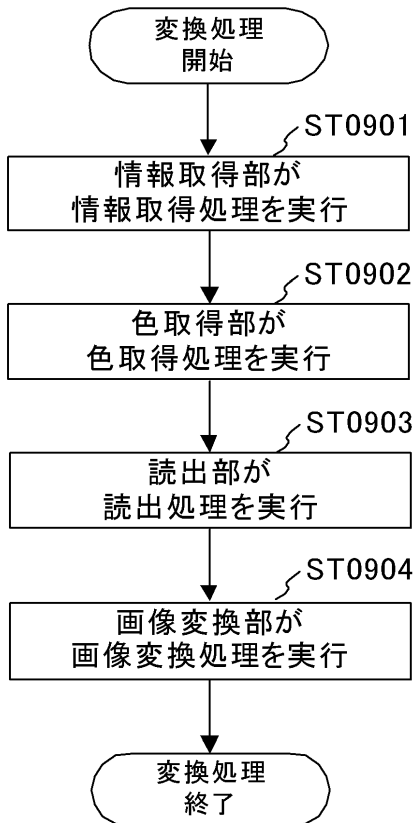 変換処理
開始
ST0901
情報取得部が
情報取得処理を実行
ST0902
色取得部が
色取得処理を実行
ST0903
読出部が
読出処理を実行
ST0904
画像変換部が
画像変換処理を実行
変換処理
終了